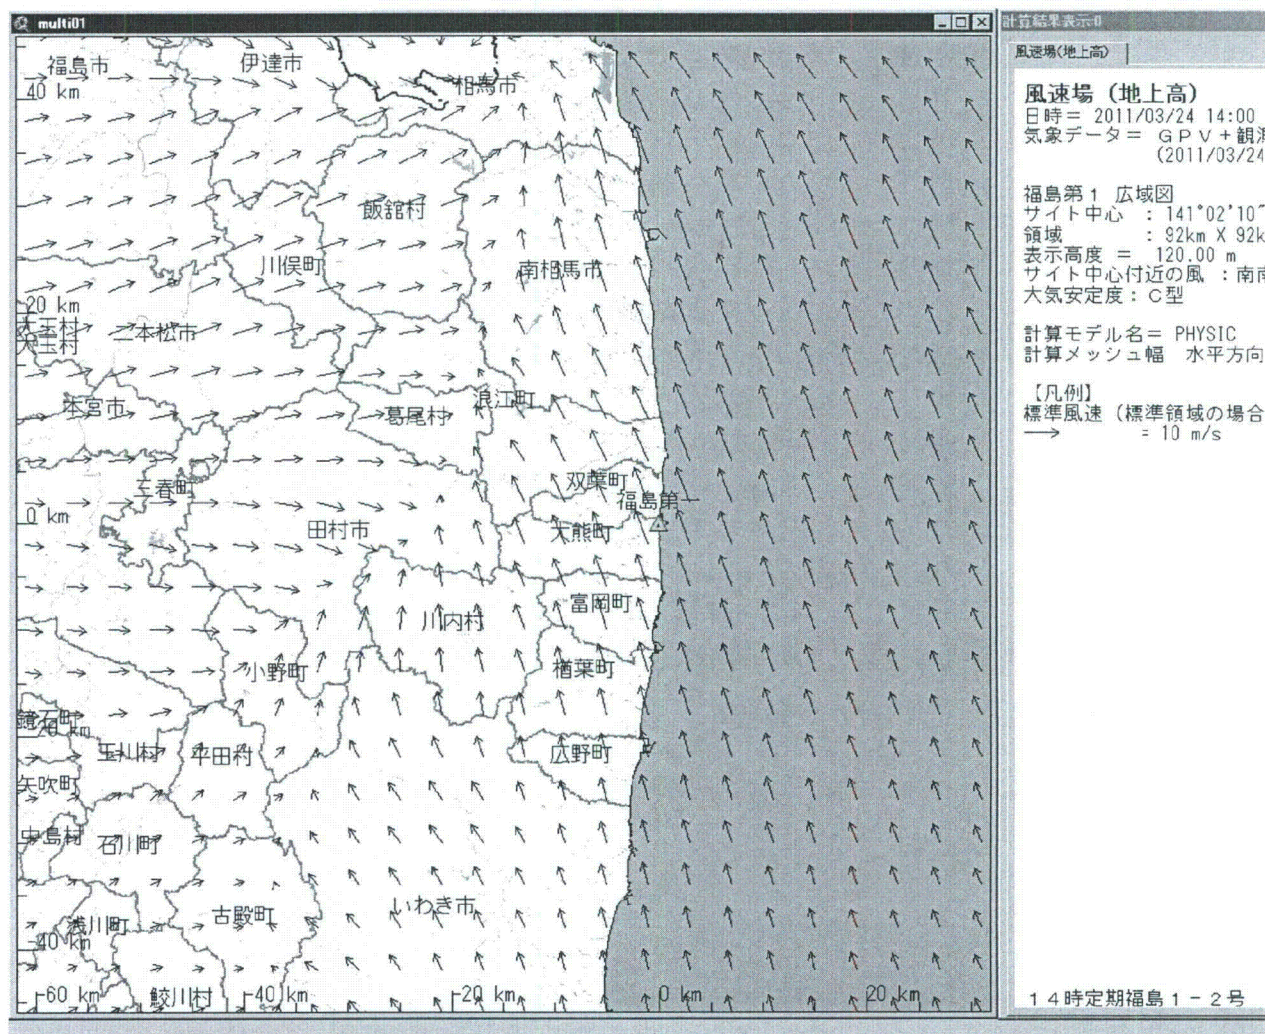 multi01
福島市
伊達市
相馬市
40 km
飯舘村
川俣町
南相馬市
20 km
大玉村
大玉村
二本松市
本宮市
浪江町
葛尾村
三春町
双葉町
福島第一
0 km
田村市
大熊町
富岡町
川内村
小野町
楢葉町
鏡石町
-20 km
玉川村
平田村
広野町
矢吹町
中島村
石川町
いわき市
古殿町
浅川町
-40 km
-60 km
鮫川村
-40 km
-20 km
0 km
20 km
計算結果表示:0
風速場(地上高)
風速場(地上高)
日時= 2011/03/24 14:00
気象データ= GPV+観測
(2011/03/24
福島第1 広域図
サイト中心 : 141°02'10"
領域 : 92km X 92k
表示高度 = 120.00 m
サイト中心付近の風 : 南南
大気安定度: C型
計算モデル名= PHYSIC
計算メッシュ幅 水平方向
【凡例】
標準風速(標準領域の場合
→ = 10 m/s
14時定期福島1-2号